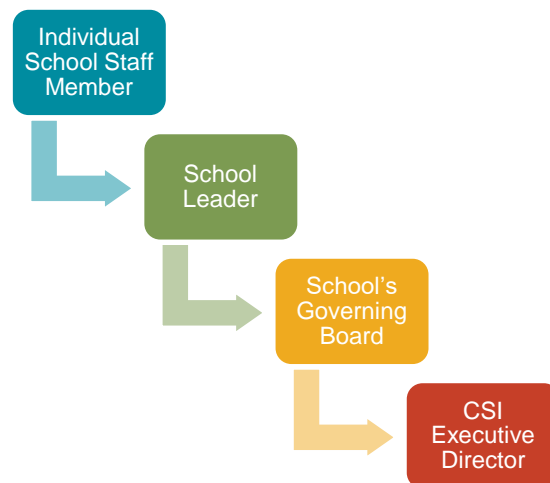 Individual
School Staff
Member
School
Leader
School's
Governing
Board
CSI
Executive
Director